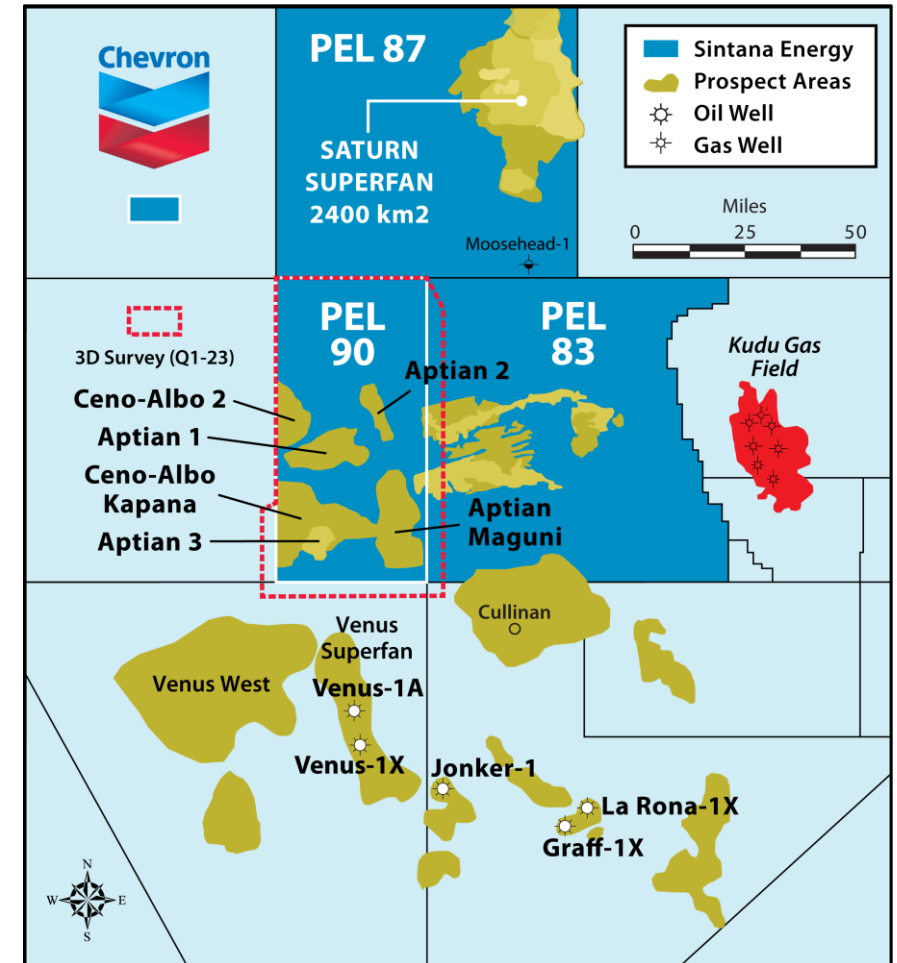 Chevron
PEL 87
SATURN
SUPERFAN
2400 km2
Sintana Energy
Prospect Areas
Oil Well
Gas Well
Miles
0 25 50
Moosehead-1
3D Survey (Q1-23)
PEL
90
PEL
83
Kudu Gas
Field
Aptian 2
Ceno-Albo 2
Aptian 1
Ceno-Albo
Kapana
Aptian 3
Aptian
Maguni
Cullinan
Venus
Superfan
Venus West
Venus-1A
Venus-1X
Jonker-1
La Rona-1X
Graff-1X
N
W E
S